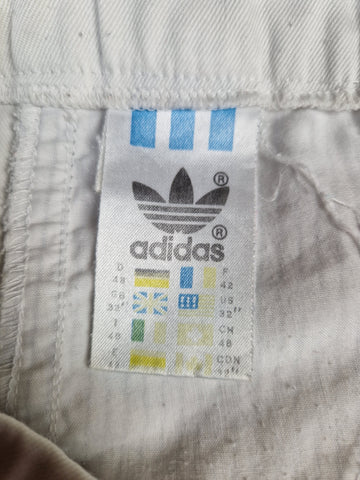 ®
adidas®
D F
48 42
GB US
32" 32"
I CH
48 48
E CDN